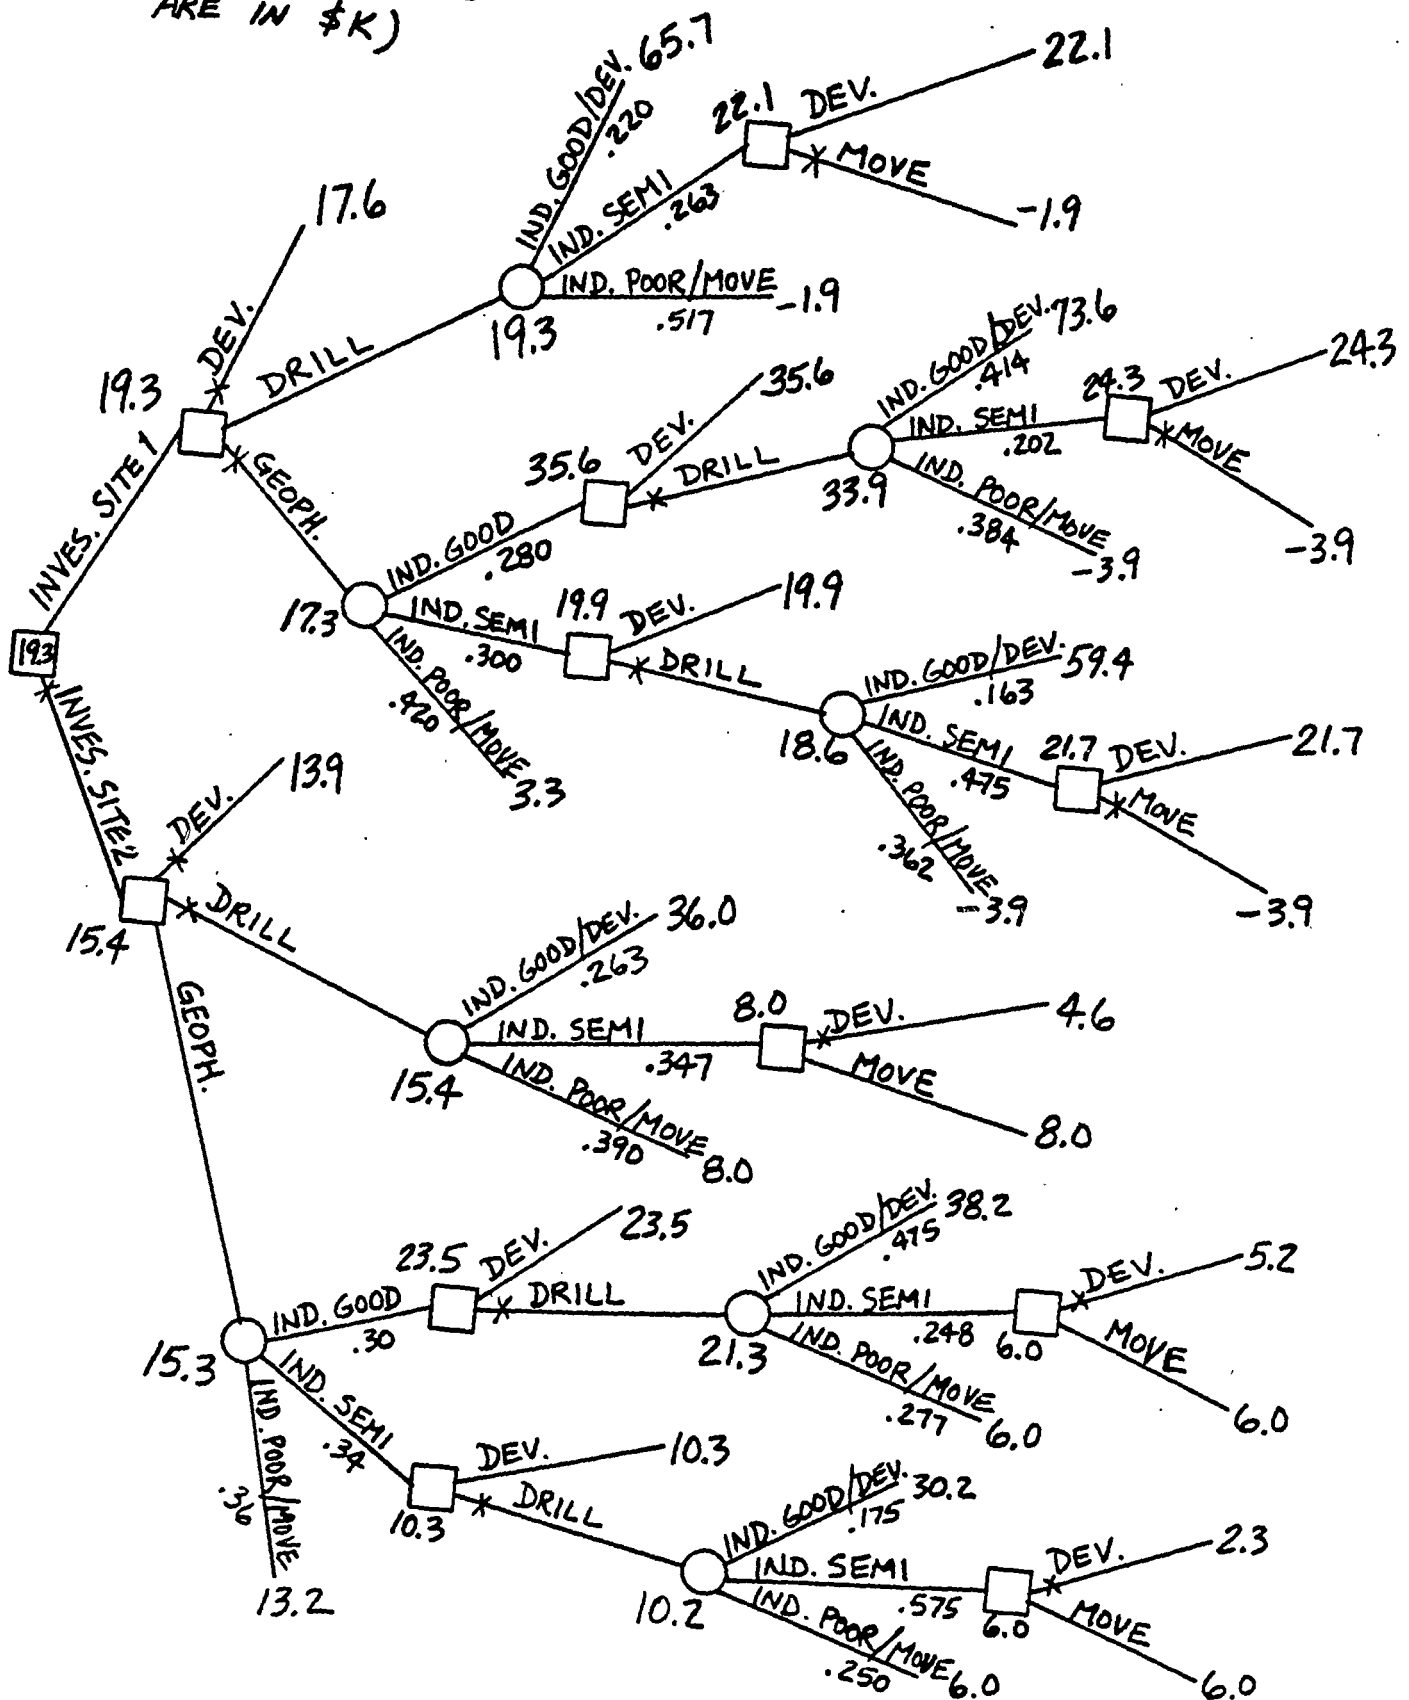 ARE IN $K)
IND. GOOD/DEV. 65.7
.220
22.1
DEV.
22.1
MOVE
-1.9
IND. SEMI
.263
IND. POOR/MOVE
.517
-1.9
19.3
17.6
DEV.
DRILL
19.3
GEOPH.
INVES. SITE 1
IND. GOOD/DEV. 73.6
.414
24.3
DEV.
24.3
MOVE
-3.9
IND. SEMI
.202
IND. POOR/MOVE
.384
-3.9
33.9
35.6
DEV.
35.6
DRILL
IND. GOOD
.280
17.3
IND. SEMI
.300
19.9
DEV.
19.9
DRILL
IND. POOR/MOVE
.420
3.3
IND. GOOD/DEV. 59.4
.163
18.6
IND. SEMI
.475
21.7
DEV.
21.7
MOVE
-3.9
IND. POOR/MOVE
.362
-3.9
19.3
INVES. SITE 2
13.9
DEV.
DRILL
15.4
GEOPH.
IND. GOOD/DEV. 36.0
.263
IND. SEMI
.347
8.0
DEV.
4.6
MOVE
8.0
15.4
IND. POOR/MOVE
.390
8.0
23.5
DEV.
23.5
DRILL
IND. GOOD
.30
15.3
IND. GOOD/DEV. 38.2
.475
IND. SEMI
.248
6.0
DEV.
5.2
MOVE
6.0
21.3
IND. POOR/MOVE
.277
6.0
IND. SEMI
.34
10.3
DEV.
10.3
DRILL
IND. POOR/MOVE
.36
13.2
IND. GOOD/DEV. 30.2
.175
10.2
IND. SEMI
.575
6.0
DEV.
2.3
MOVE
6.0
IND. POOR/MOVE
.250
6.0